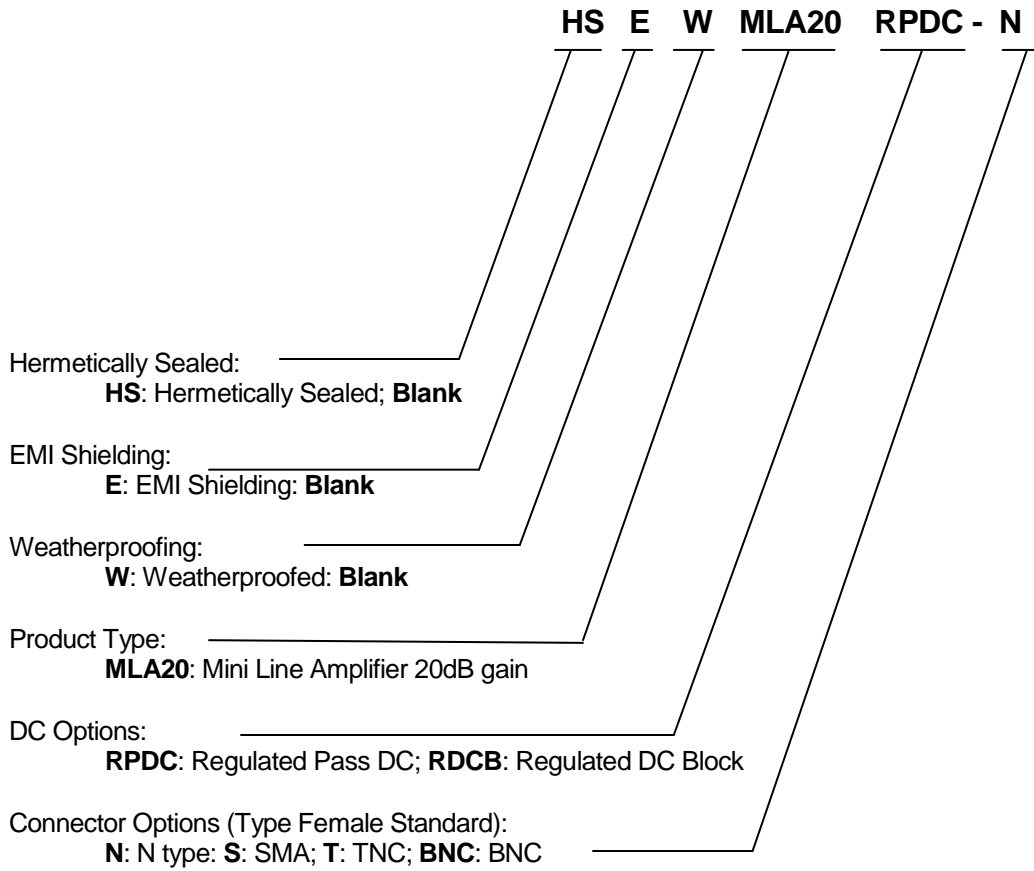 HS E W MLA20 RPDC - N
Hermetically Sealed:
HS: Hermetically Sealed; Blank
EMI Shielding:
E: EMI Shielding: Blank
Weatherproofing:
W: Weatherproofed: Blank
Product Type:
MLA20: Mini Line Amplifier 20dB gain
DC Options:
RPDC: Regulated Pass DC; RDCB: Regulated DC Block
Connector Options (Type Female Standard):
N: N type: S: SMA; T: TNC; BNC: BNC